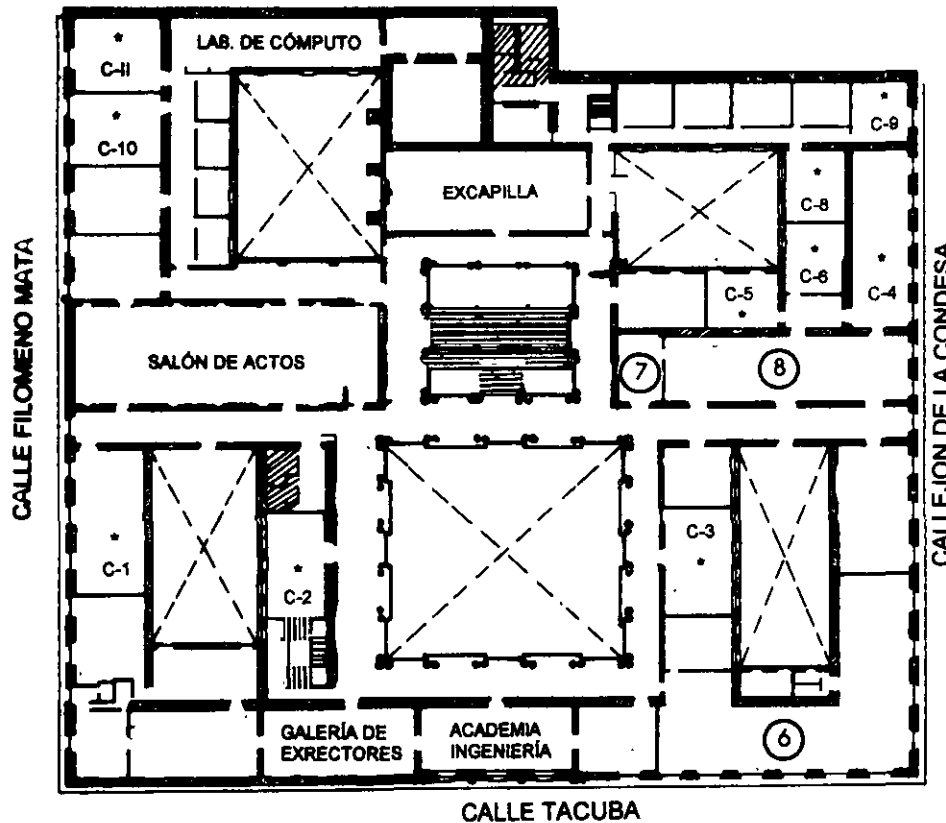 *
C-II
LAB. DE CÓMPUTO
*
C-10
*
C-9
EXCAPILLA
*
C-8
*
C-6
*
C-4
C-5
*
CALLE FILOMENO MATA
SALÓN DE ACTOS
7
8
CALLEJON DE LA CONDESA
*
C-1
*
C-2
C-3
*
GALERÍA DE
EXRECTORES
ACADEMIA
INGENIERÍA
6
CALLE TACUBA